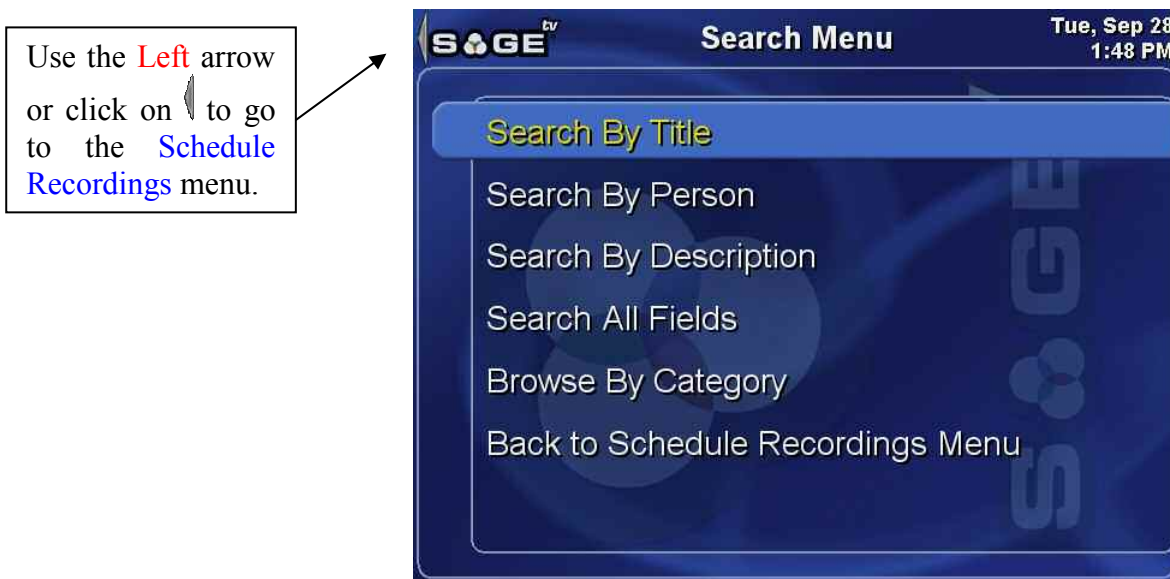 Use the Left arrow
or click on to go
to the Schedule
Recordings menu.
SAGE tv
Search Menu
Tue, Sep 28
1:48 PM
Search By Title
Search By Person
Search By Description
Search All Fields
Browse By Category
Back to Schedule Recordings Menu
SAGE